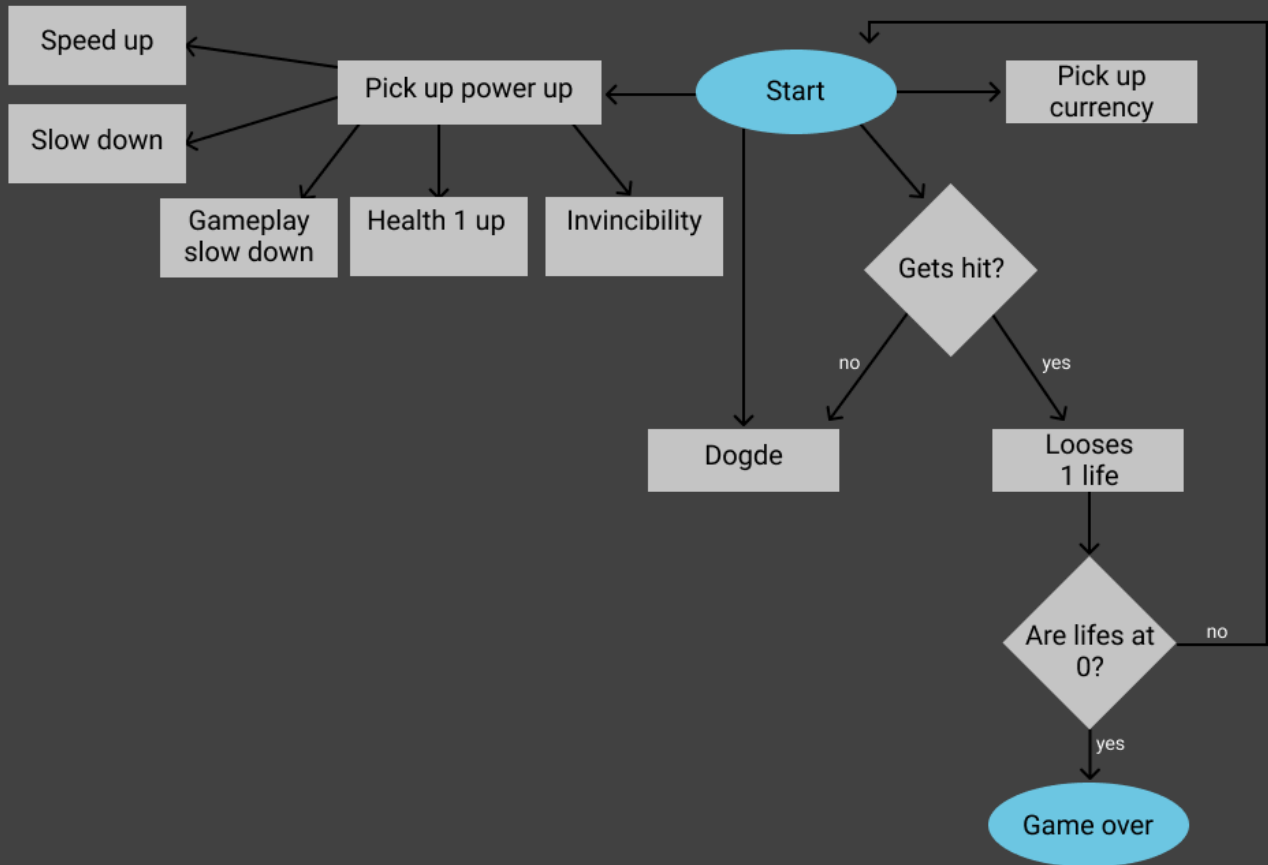 Speed up
Pick up power up
Start
Pick up
currency
Slow down
Gameplay
slow down
Health 1 up
Invincibility
Gets hit?
no
yes
Dogde
Looses
1 life
Are lifes at
0?
no
yes
Game over